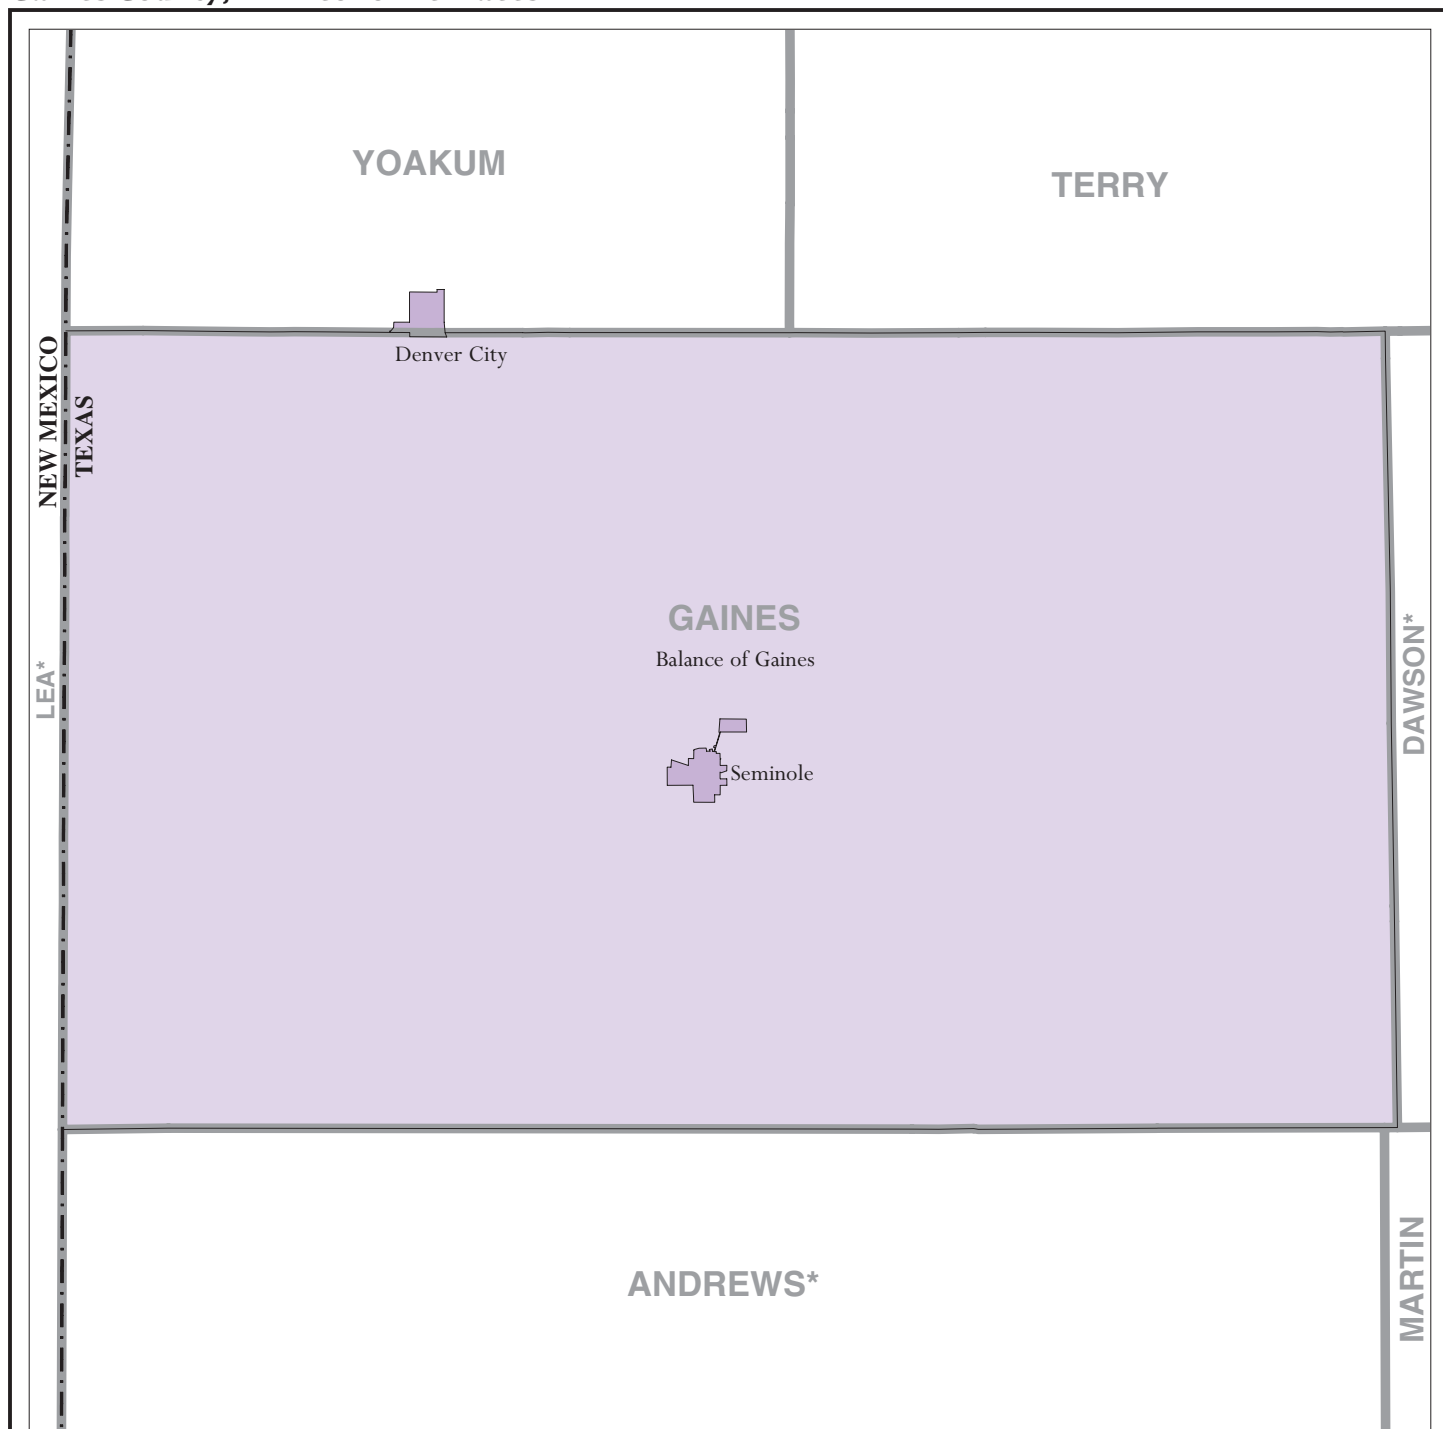 YOAKUM
TERRY
Denver City
NEW MEXICO
TEXAS
GAINES
Balance of Gaines
LEA*
DAWSON*
Seminole
ANDREWS*
MARTIN